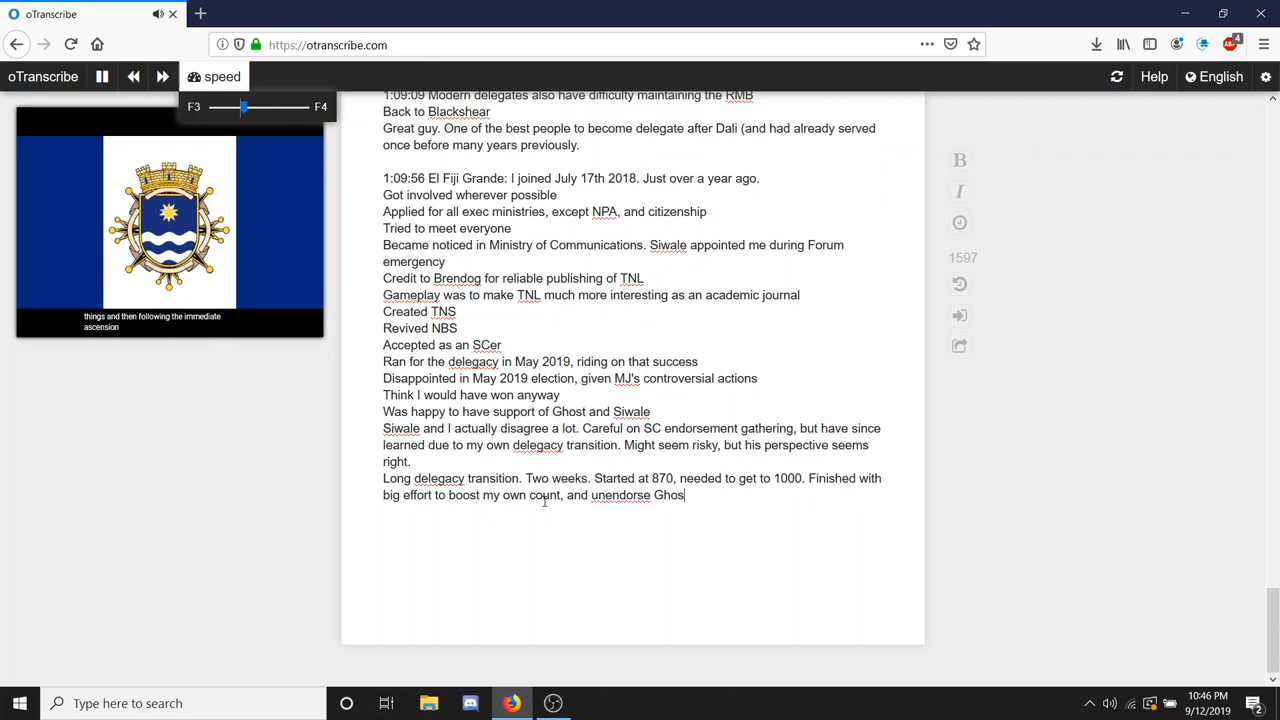 oTranscribe
https://otranscribe.com
4
oTranscribe
speed
Help
English
F3
F4
things and then following the immediate
ascension
1:09:09 Modern delegates also have difficulty maintaining the RMB
Back to Blackshear
Great guy. One of the best people to become delegate after Dali (and had already served
once before many years previously.
1:09:56 El Fiji Grande: I joined July 17th 2018. Just over a year ago.
Got involved wherever possible
Applied for all exec ministries, except NPA, and citizenship
Tried to meet everyone
Became noticed in Ministry of Communications. Siwale appointed me during Forum
emergency
Credit to Brendog for reliable publishing of TNL
Gameplay was to make TNL much more interesting as an academic journal
Created TNS
Revived NBS
Accepted as an SCer
Ran for the delegacy in May 2019, riding on that success
Disappointed in May 2019 election, given MJ's controversial actions
Think I would have won anyway
Was happy to have support of Ghost and Siwale
Siwale and I actually disagree a lot. Careful on SC endorsement gathering, but have since
learned due to my own delegacy transition. Might seem risky, but his perspective seems
right.
Long delegacy transition. Two weeks. Started at 870, needed to get to 1000. Finished with
big effort to boost my own count, and unendorse Ghos
B
I
1597
Type here to search
10:46 PM
9/12/2019
2